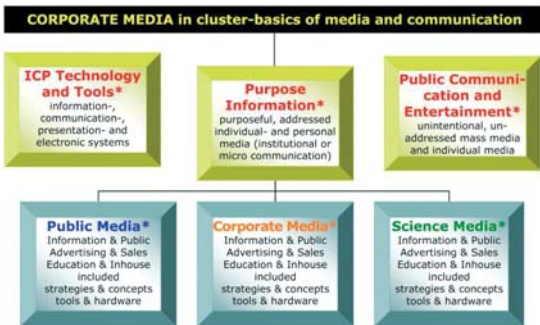 CORPORATE MEDIA in cluster-basics of media and communication
ICP Technology
and Tools*
information-,
communication-,
presentation- and
electronic systems
Purpose
Information*
purposeful, addressed
individual- and personal
media (institutional or
micro communication)
Public Communi-
cation and
Entertainment*
unintentional, un-
addressed mass media
and individual media
Public Media*
Information & Public
Advertising & Sales
Education & Inhouse
included
strategies & concepts
tools & hardware
Corporate Media*
Information & Public
Advertising & Sales
Education & Inhouse
included
strategies & concepts
tools & hardware
Science Media*
Information & Public
Advertising & Sales
Education & Inhouse
included
strategies & concepts
tools & hardware